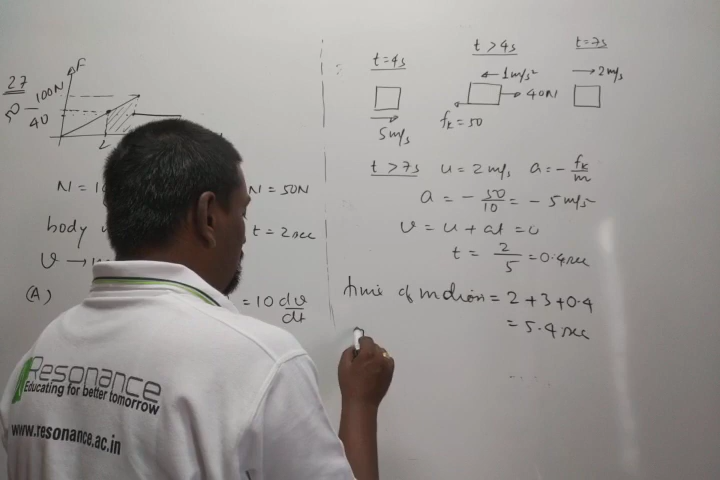 27
F
100N
50
40
2
N = 50N
body
t = 2sec
(A)
= 10 dv/dt
t = 4s
5m/s
t > 4s
1m/s²
40N
fk = 50
t = 7s
2m/s
t > 7s u = 2m/s a = - fk/m
a = - 50/10 = - 5 m/s²
v = u + at = 0
t = 2/5 = 0.4sec
time of motion = 2 + 3 + 0.4
= 5.4 sec
Resonance
Educating for better tomorrow
www.resonance.ac.in